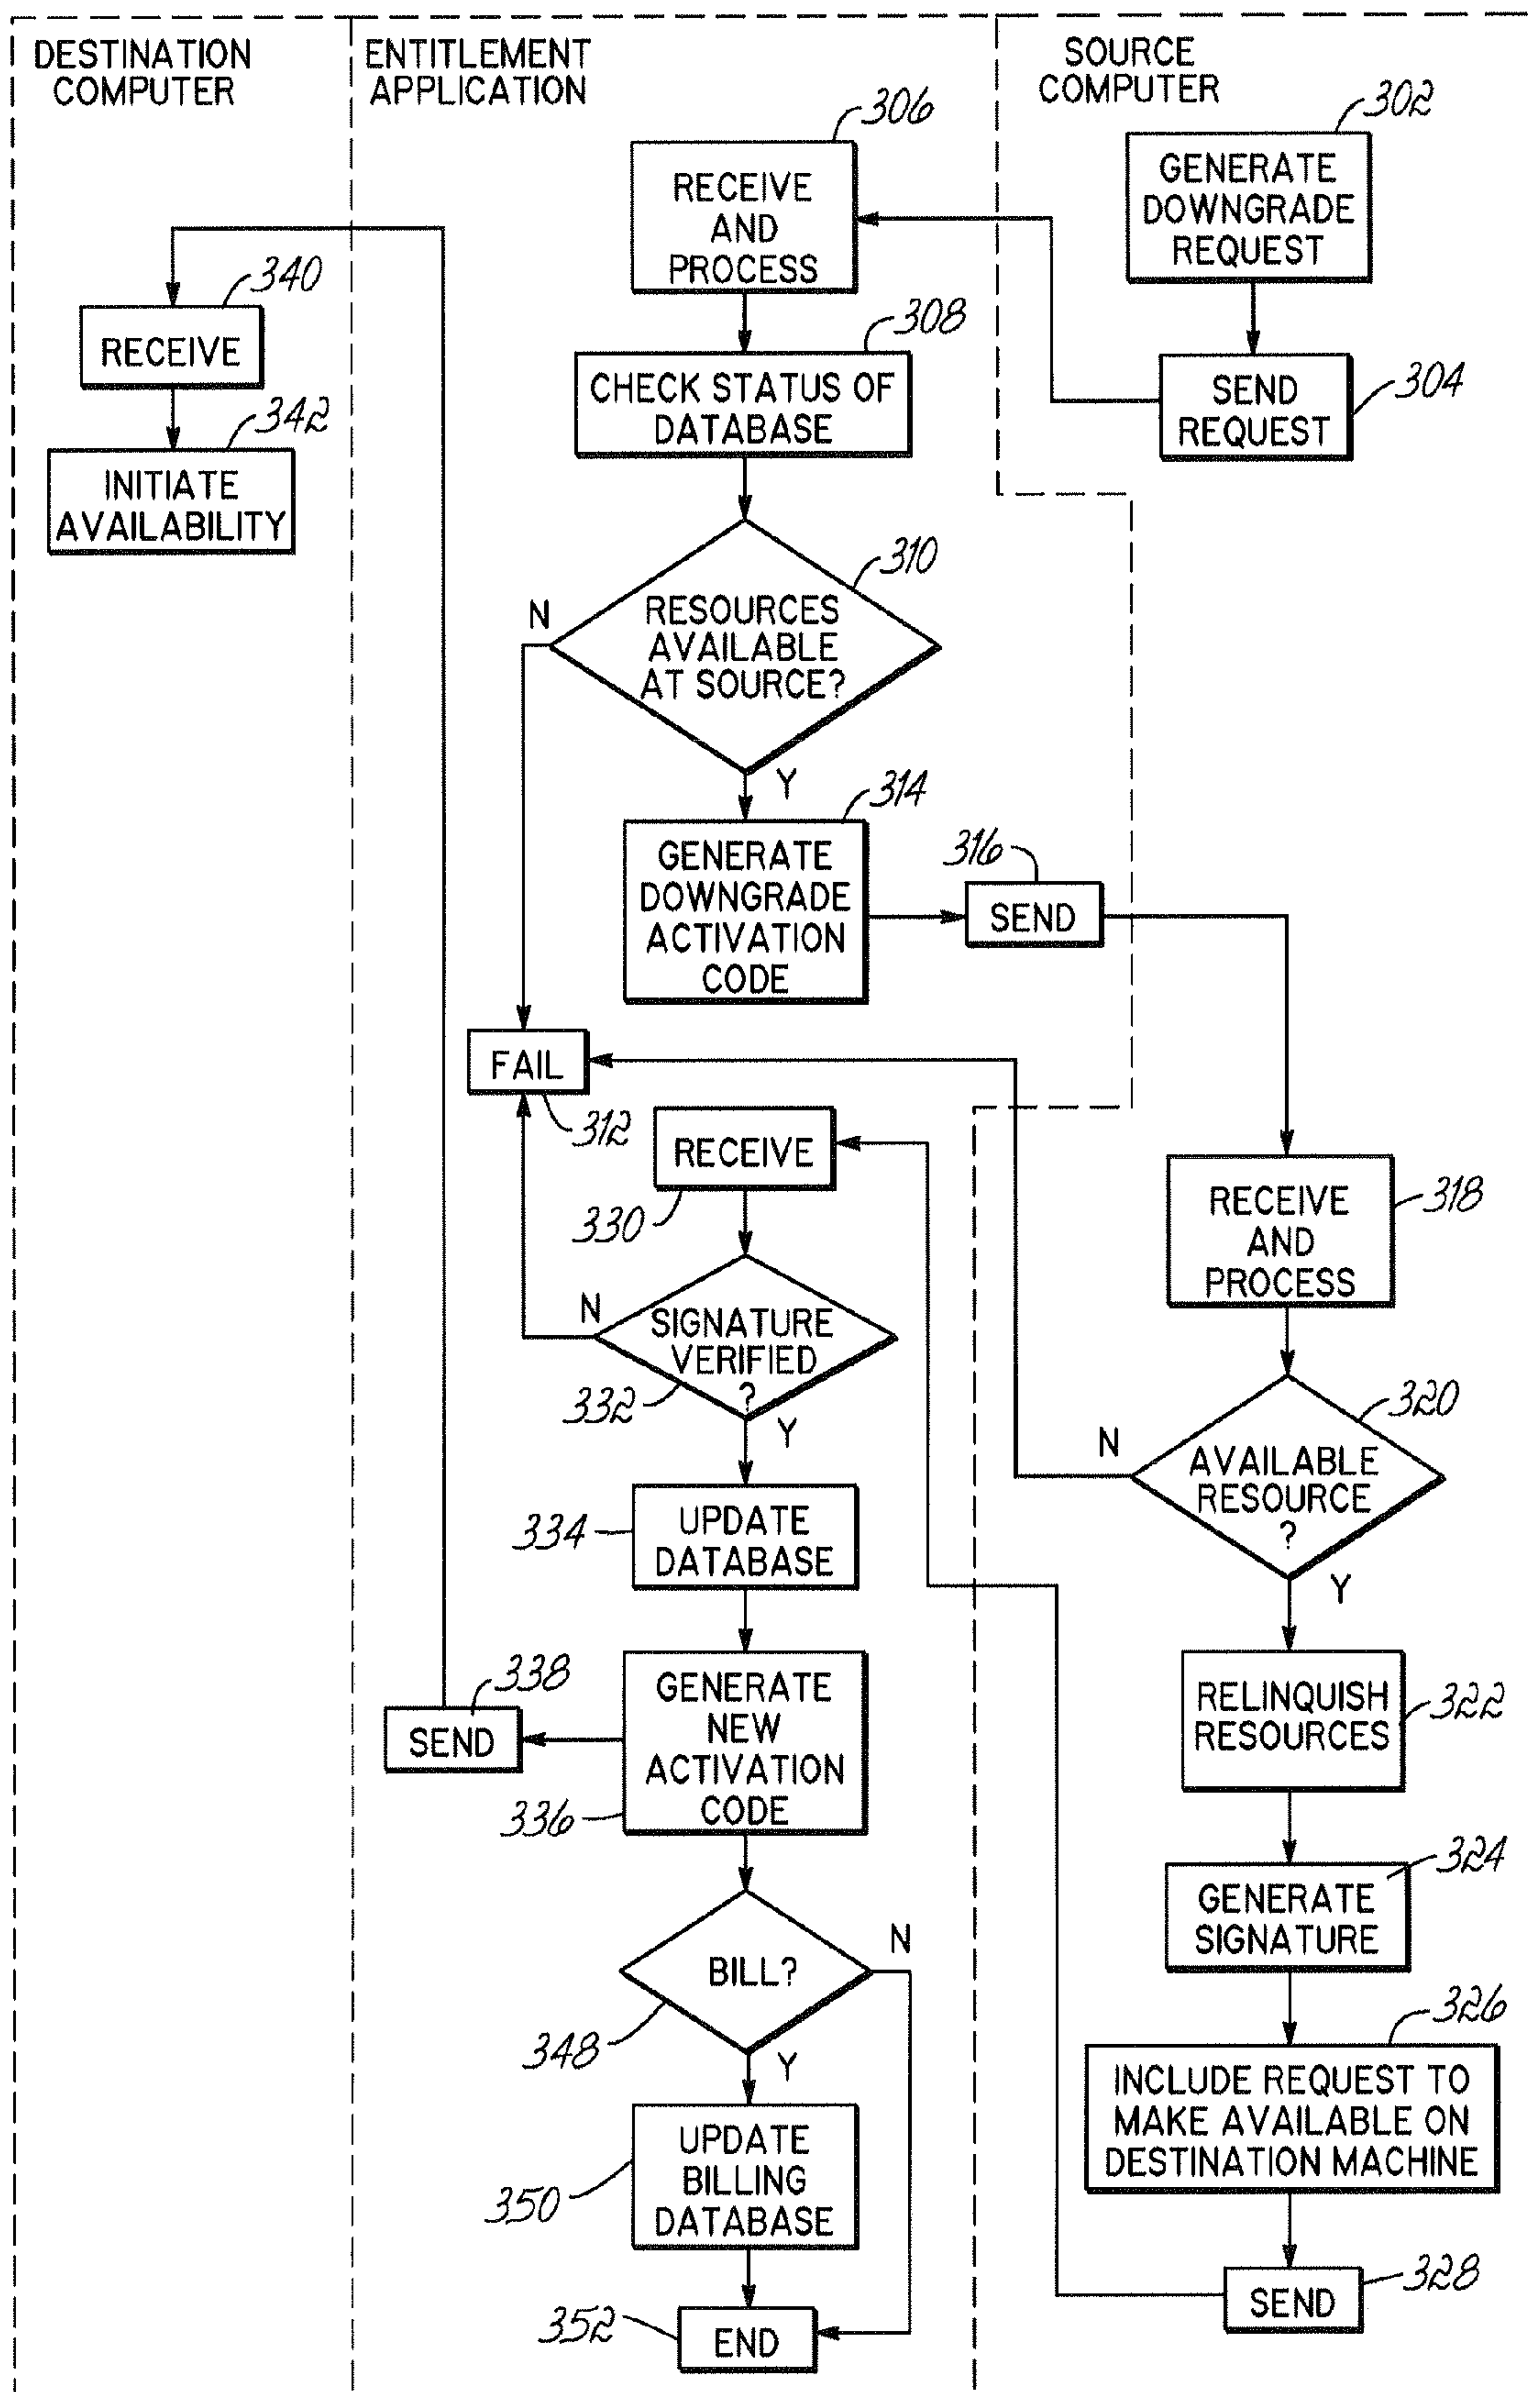 DESTINATION
COMPUTER
ENTITLEMENT
APPLICATION
SOURCE
COMPUTER
302
GENERATE
DOWNGRADE
REQUEST
304
SEND
REQUEST
306
RECEIVE
AND
PROCESS
308
CHECK STATUS OF
DATABASE
310
RESOURCES
AVAILABLE
AT SOURCE?
N
Y
314
GENERATE
DOWNGRADE
ACTIVATION
CODE
316
SEND
FAIL
312
318
RECEIVE
AND
PROCESS
320
AVAILABLE
RESOURCE
?
N
Y
322
RELINQUISH
RESOURCES
324
GENERATE
SIGNATURE
326
INCLUDE REQUEST TO
MAKE AVAILABLE ON
DESTINATION MACHINE
328
SEND
RECEIVE
330
SIGNATURE
VERIFIED
?
332
N
Y
334
UPDATE
DATABASE
336
GENERATE
NEW
ACTIVATION
CODE
338
SEND
340
RECEIVE
342
INITIATE
AVAILABILITY
BILL?
348
N
Y
350
UPDATE
BILLING
DATABASE
352
END